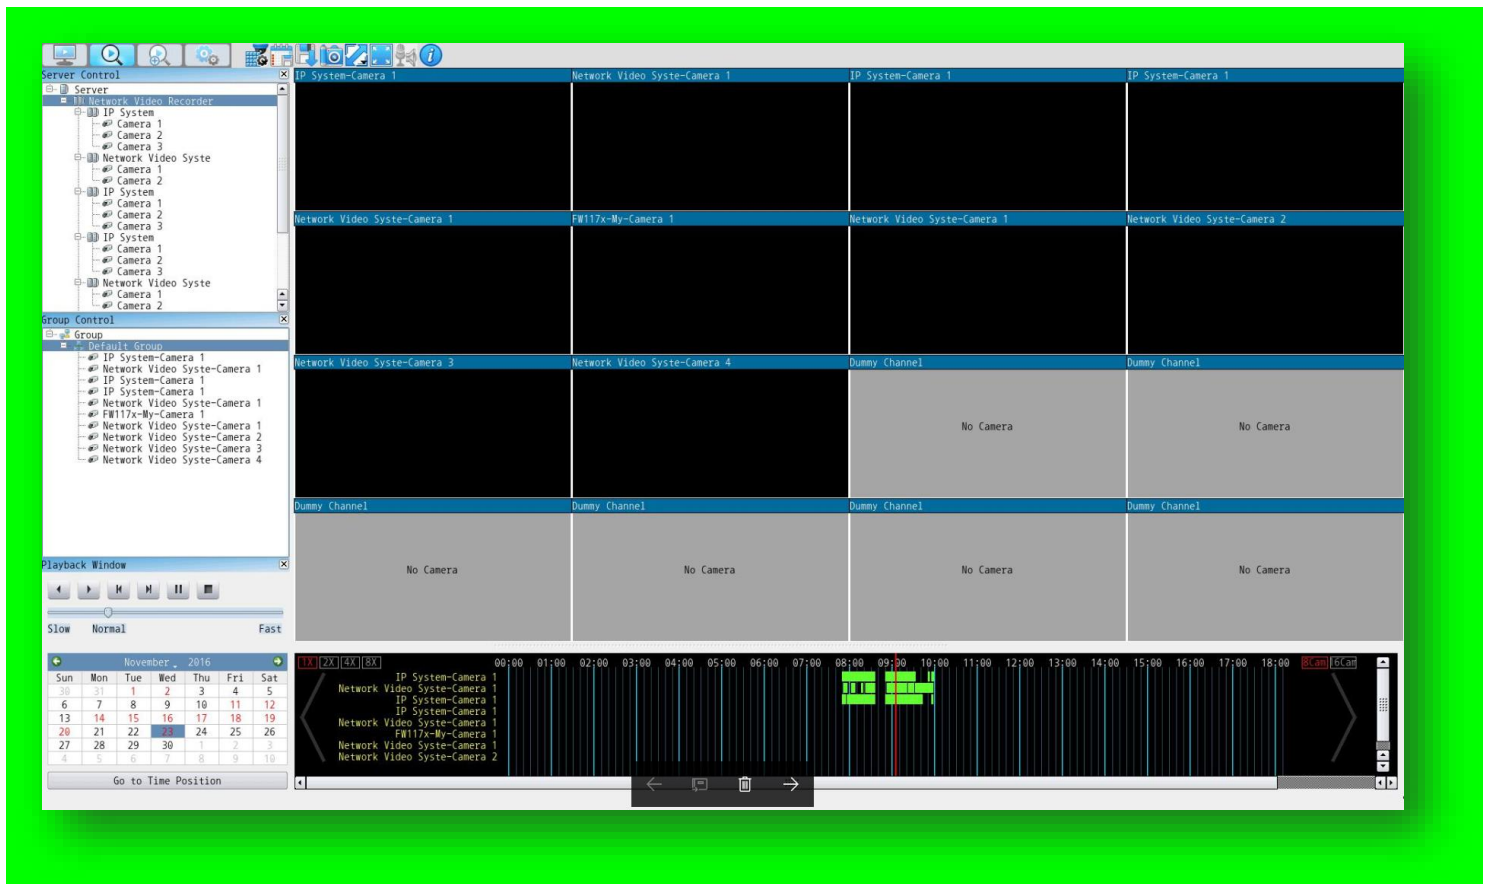 Server Control
IP System-Camera 1
Network Video Syste-Camera 1
IP System-Camera 1
IP System-Camera 1
Server
Network Video Recorder
IP System
Camera 1
Camera 2
Camera 3
Network Video Syste
Camera 1
Camera 2
IP System
Camera 1
Camera 2
Camera 3
IP System
Camera 1
Camera 2
Camera 3
Network Video Syste
Camera 1
Camera 2
Network Video Syste-Camera 1
FW117x-My-Camera 1
Network Video Syste-Camera 1
Network Video Syste-Camera 2
Group Control
Group
Default Group
IP System-Camera 1
Network Video Syste-Camera 1
IP System-Camera 1
IP System-Camera 1
Network Video Syste-Camera 1
FW117x-My-Camera 1
Network Video Syste-Camera 1
Network Video Syste-Camera 2
Network Video Syste-Camera 3
Network Video Syste-Camera 4
Network Video Syste-Camera 3
Network Video Syste-Camera 4
Dummy Channel
Dummy Channel
No Camera
No Camera
Dummy Channel
Dummy Channel
Dummy Channel
Dummy Channel
No Camera
No Camera
No Camera
No Camera
Playback Window
Slow Normal Fast
November 2016
Sun Mon Tue Wed Thu Fri Sat
30 31 1 2 3 4 5
6 7 8 9 10 11 12
13 14 15 16 17 18 19
20 21 22 23 24 25 26
27 28 29 30 1 2 3
4 5 6 7 8 9 10
Go to Time Position
1X 2X 4X 8X
00:00 01:00 02:00 03:00 04:00 05:00 06:00 07:00 08:00 09:00 10:00 11:00 12:00 13:00 14:00 15:00 16:00 17:00 18:00
8Cam 16Cam
IP System-Camera 1
Network Video Syste-Camera 1
IP System-Camera 1
IP System-Camera 1
Network Video Syste-Camera 1
FW117x-My-Camera 1
Network Video Syste-Camera 1
Network Video Syste-Camera 2